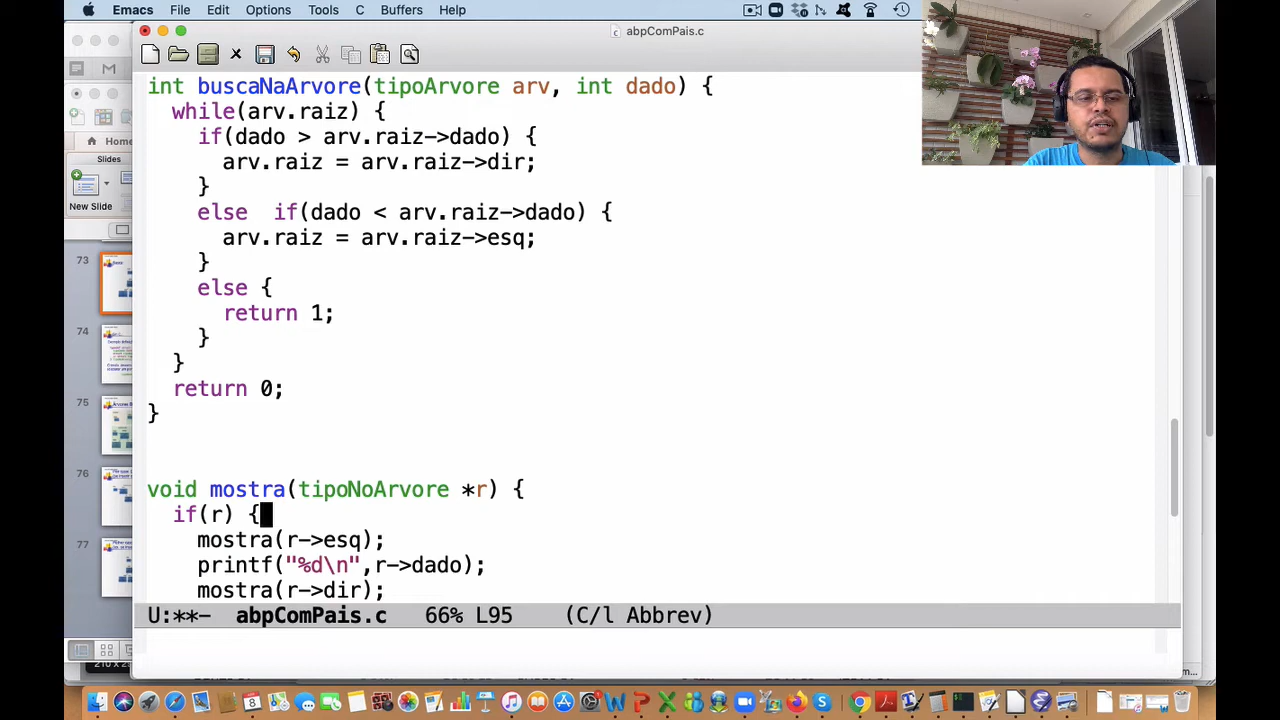 Emacs File Edit Options Tools C Buffers Help
abpComPais.c
Home
Slides
New Slide
73
74
75
76
77
int buscaNaArvore(tipoArvore arv, int dado) {
while(arv.raiz) {
if(dado > arv.raiz->dado) {
arv.raiz = arv.raiz->dir;
}
else  if(dado < arv.raiz->dado) {
arv.raiz = arv.raiz->esq;
}
else {
return 1;
}
}
return 0;
}
void mostra(tipoNoArvore *r) {
if(r) {
mostra(r->esq);
printf("%d\n",r->dado);
mostra(r->dir);
U:**- abpComPais.c 66% L95 (C/l Abbrev)